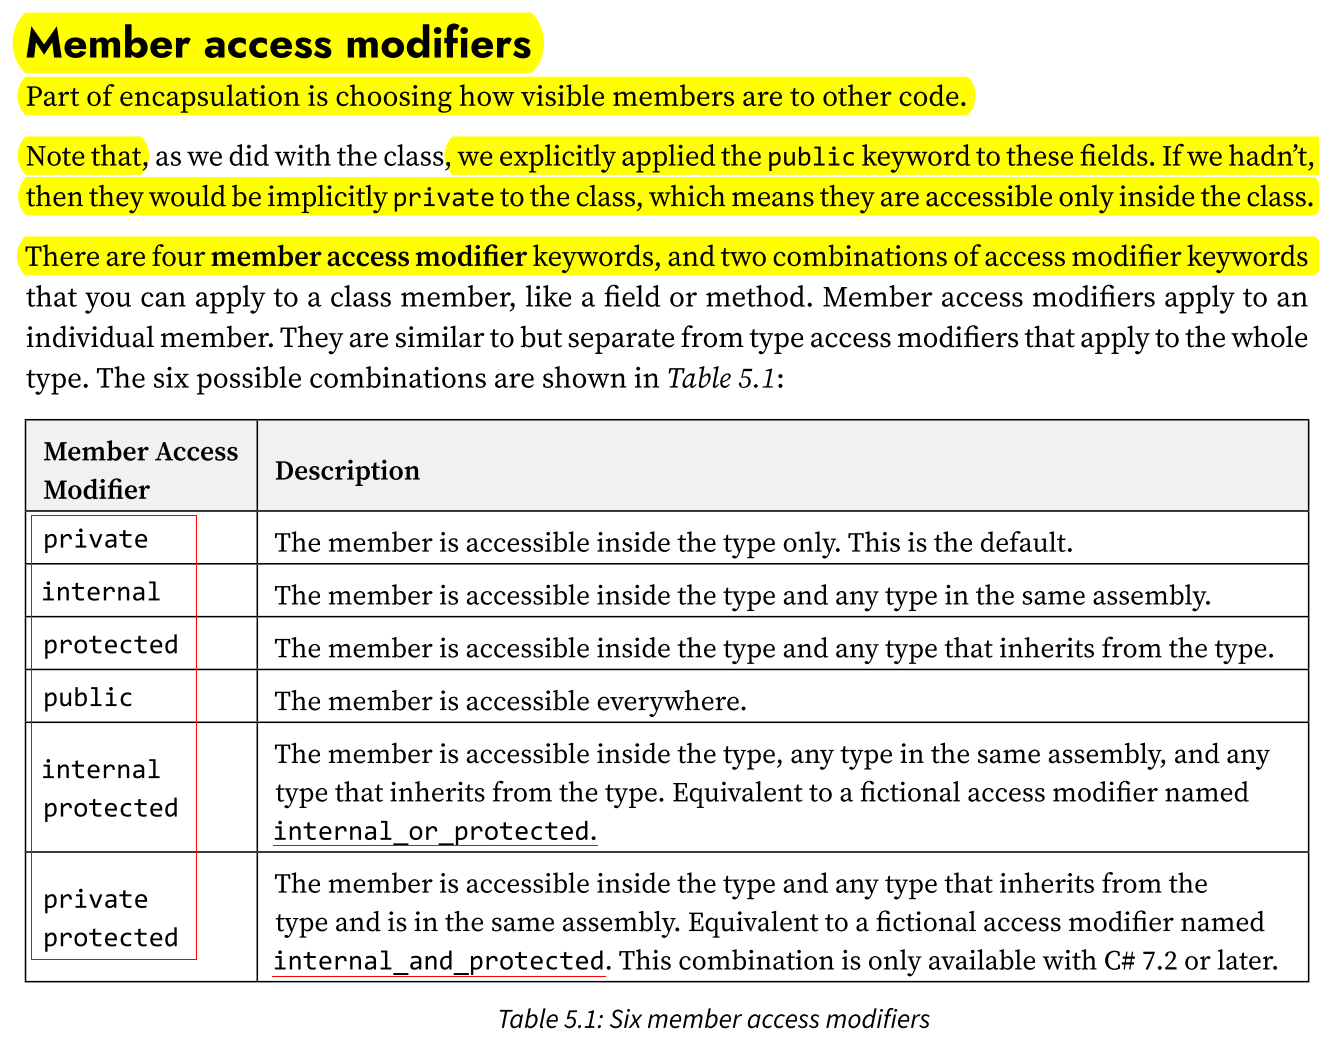 Member access modifiers
Part of encapsulation is choosing how visible members are to other code.
Note that, as we did with the class, we explicitly applied the public keyword to these fields. If we hadn’t,
then they would be implicitly private to the class, which means they are accessible only inside the class.
There are four member access modifier keywords, and two combinations of access modifier keywords
that you can apply to a class member, like a field or method. Member access modifiers apply to an
individual member. They are similar to but separate from type access modifiers that apply to the whole
type. The six possible combinations are shown in Table 5.1:
Member Access
Modifier
Description
private
The member is accessible inside the type only. This is the default.
internal
The member is accessible inside the type and any type in the same assembly.
protected
The member is accessible inside the type and any type that inherits from the type.
public
The member is accessible everywhere.
internal
protected
The member is accessible inside the type, any type in the same assembly, and any
type that inherits from the type. Equivalent to a fictional access modifier named
internal_or_protected.
private
protected
The member is accessible inside the type and any type that inherits from the
type and is in the same assembly. Equivalent to a fictional access modifier named
internal_and_protected. This combination is only available with C# 7.2 or later.
Table 5.1: Six member access modifiers